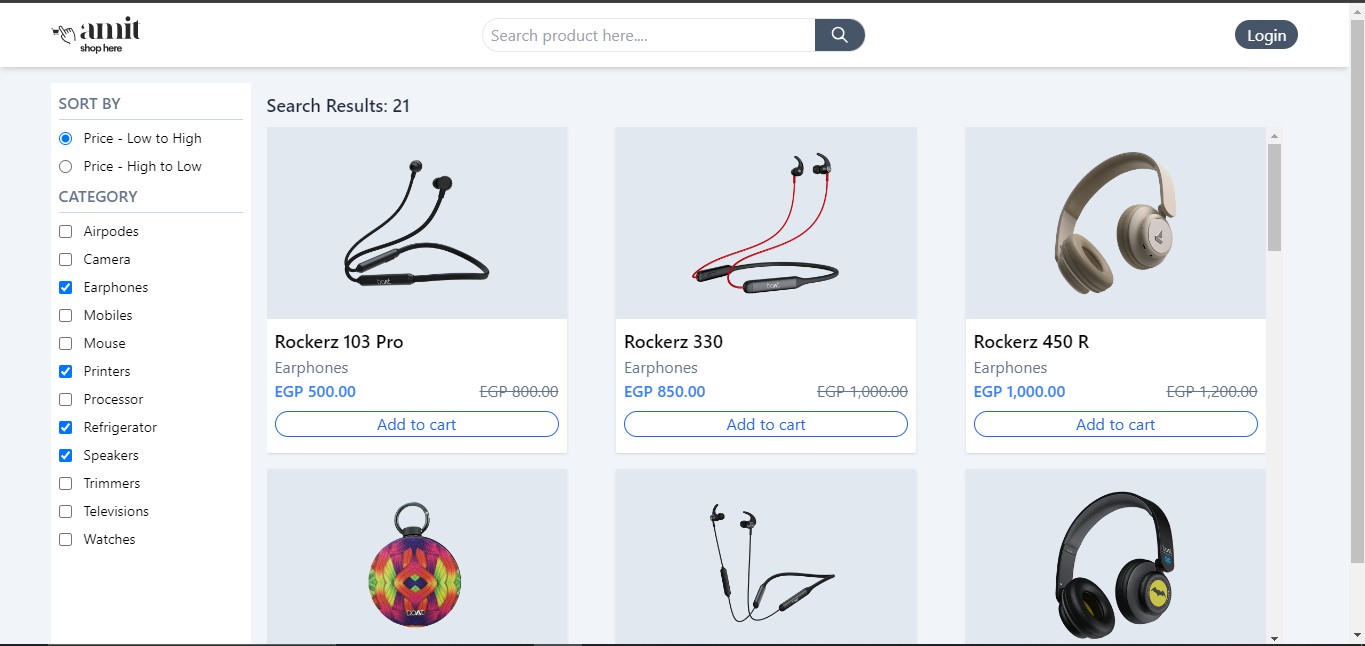 amit
shop here
Search product here....
Login
SORT BY
Price - Low to High
Price - High to Low
CATEGORY
Airpodes
Camera
Earphones
Mobiles
Mouse
Printers
Processor
Refrigerator
Speakers
Trimmers
Televisions
Watches
Search Results: 21
Rockerz 103 Pro
Earphones
EGP 500.00 EGP 800.00
Add to cart
Rockerz 330
Earphones
EGP 850.00 EGP 1,000.00
Add to cart
Rockerz 450 R
Earphones
EGP 1,000.00 EGP 1,200.00
Add to cart
boAt